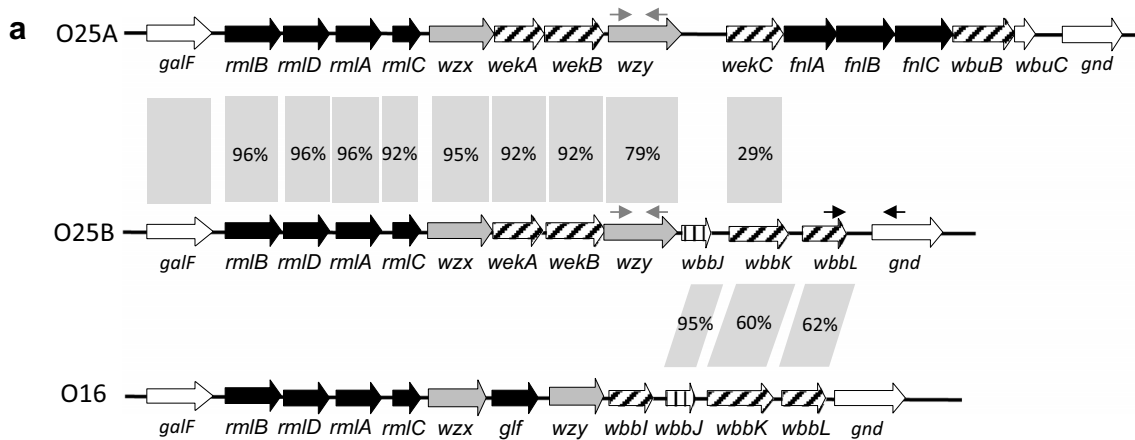 a
O25A
galF rmlB rmlD rmlA rmlC wzx wekA wekB wzy wekC fnlA fnlB fnlC wbuB wbuC gnd
96% 96% 96% 92% 95% 92% 92% 79% 29%
O25B
galF rmlB rmlD rmlA rmlC wzx wekA wekB wzy wbbJ wbbK wbbL gnd
95% 60% 62%
O16
galF rmlB rmlD rmlA rmlC wzx glf wzy wbbI wbbJ wbbK wbbL gnd